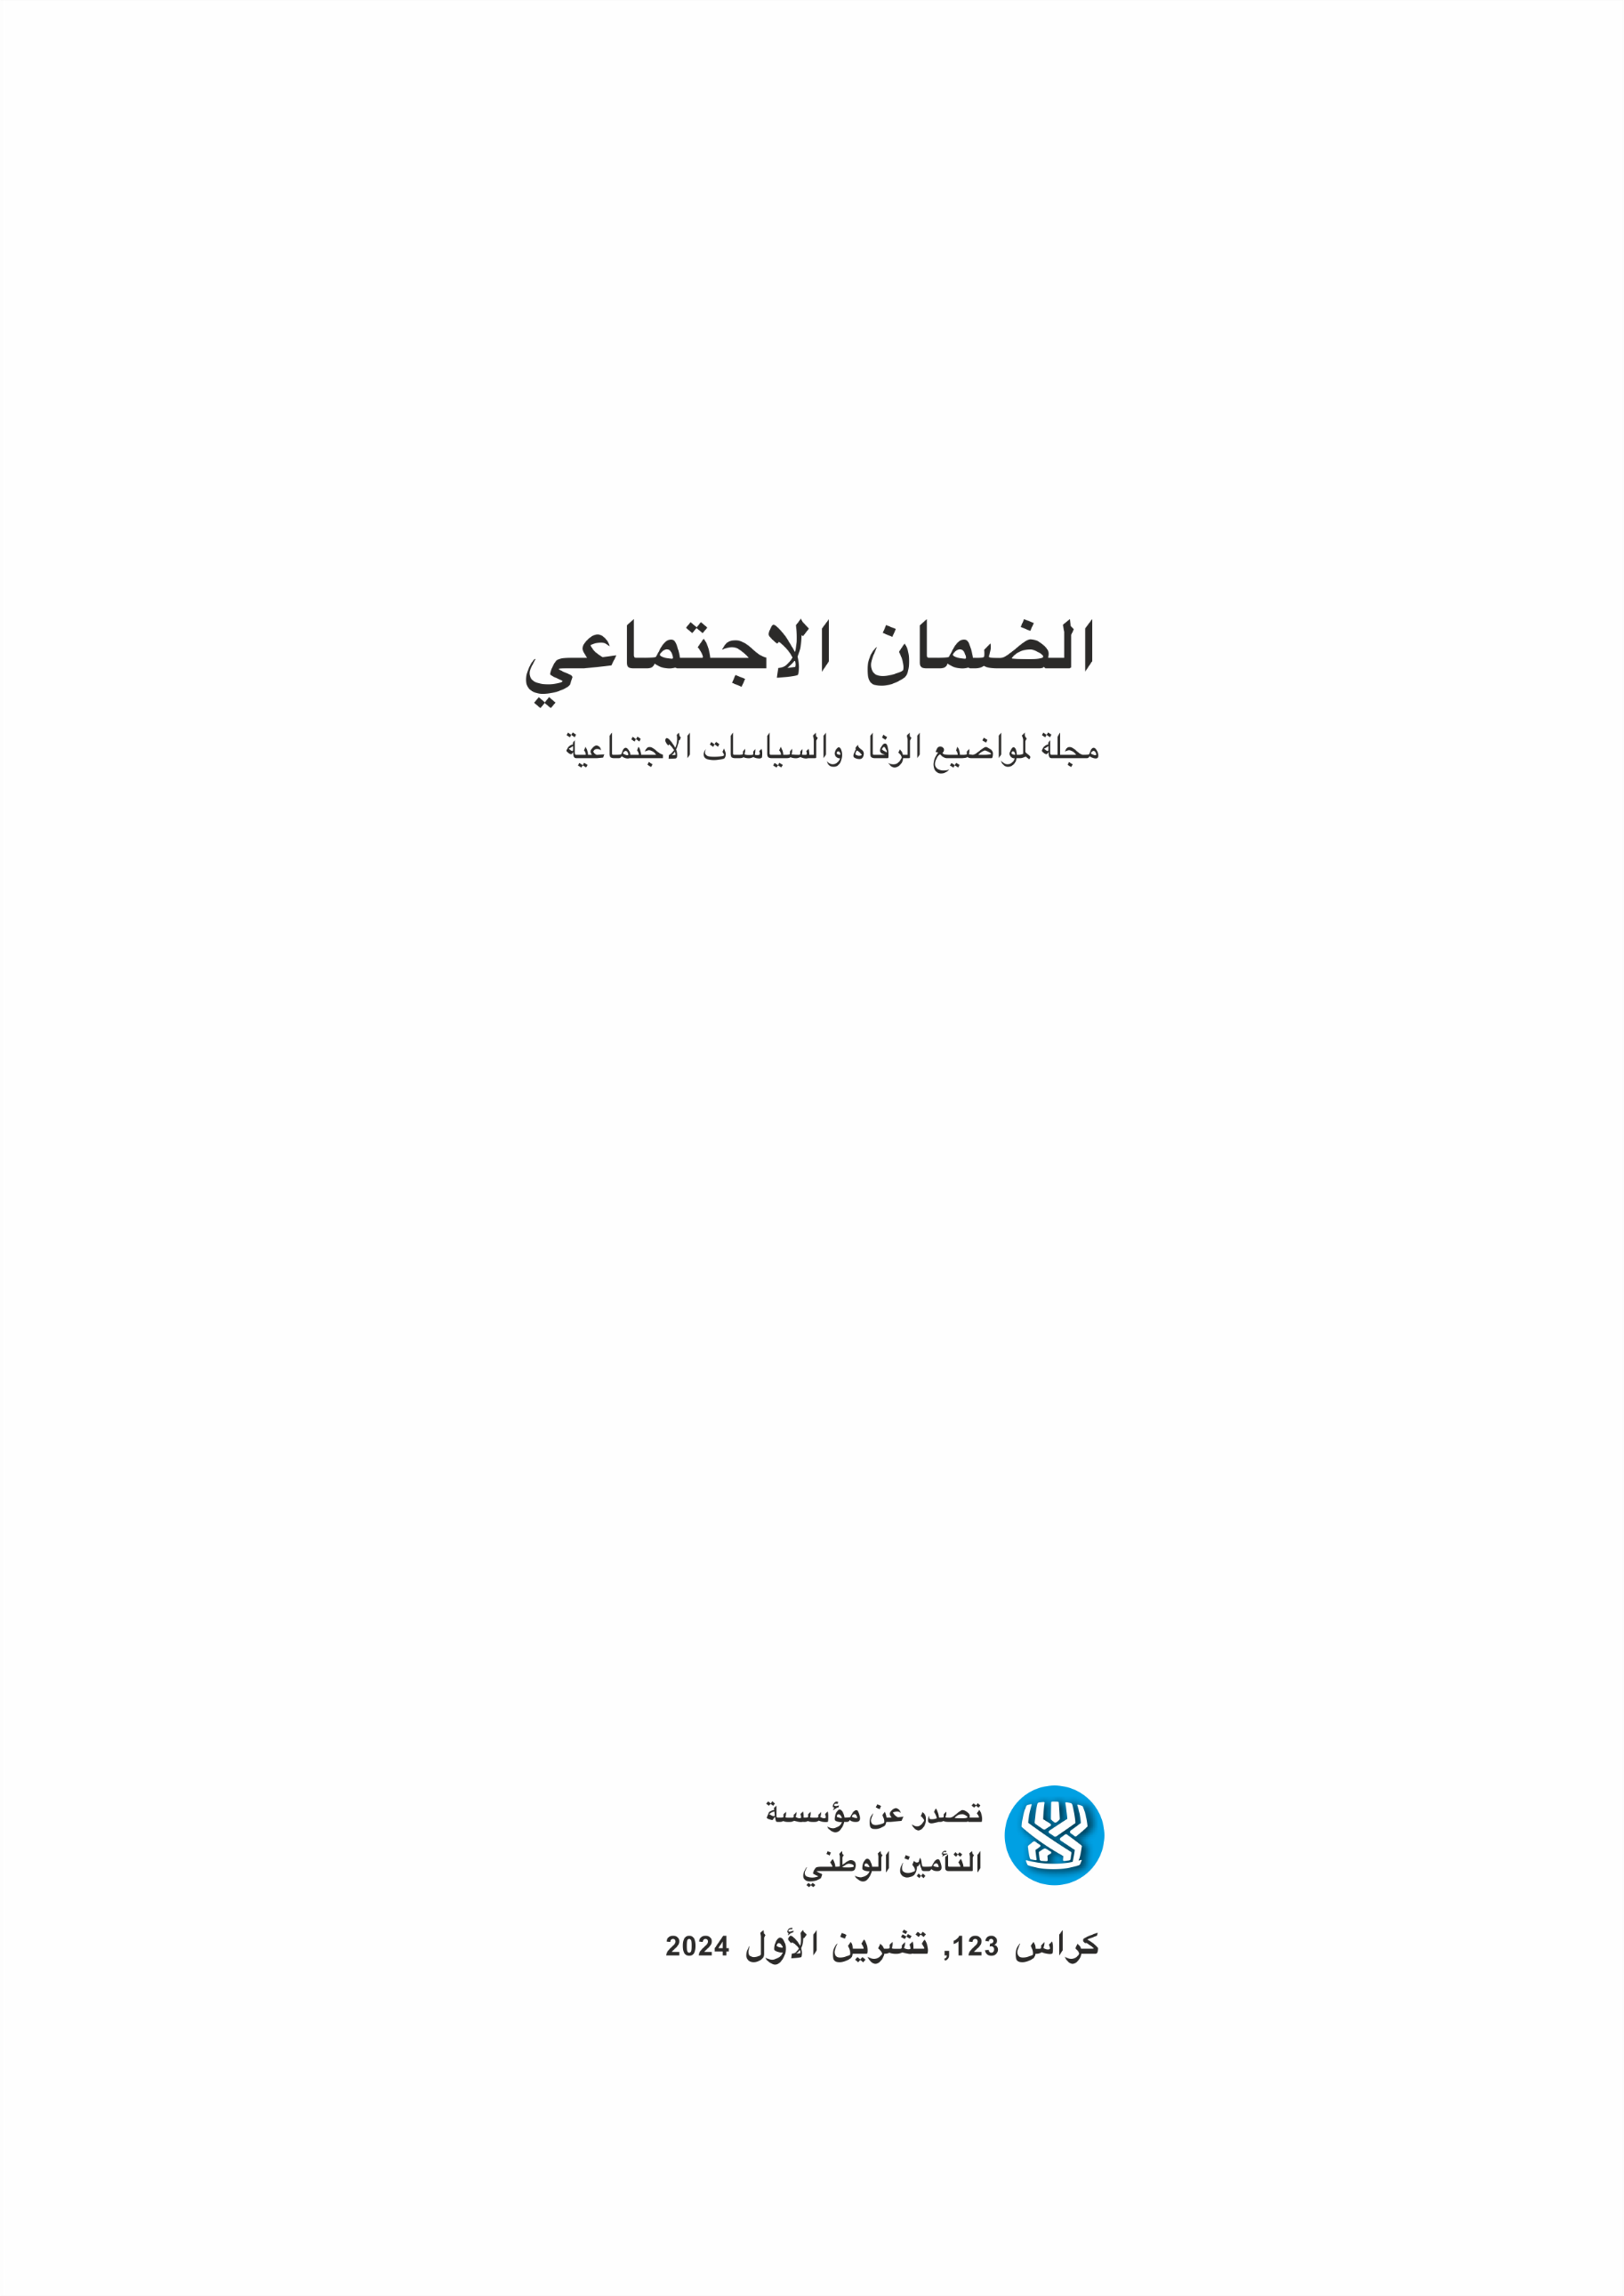 الضمان الاجتماعي
مجلة لمواضيع الرفاه والسياسات الاجتماعية
تصدر عن مؤسسة
التأمين الوطني
كراس 123, تشرين الأول 2024